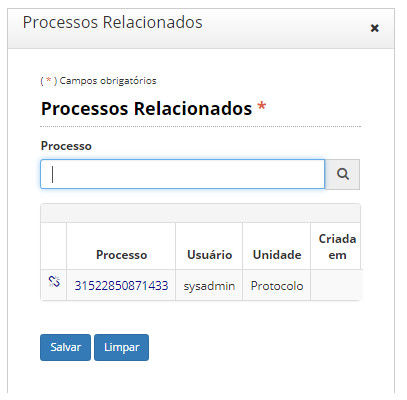 Processos Relacionados
( * ) Campos obrigatórios
Processos Relacionados *
Processo
Processo Usuário Unidade Criada em
31522850871433 sysadmin Protocolo
Salvar Limpar